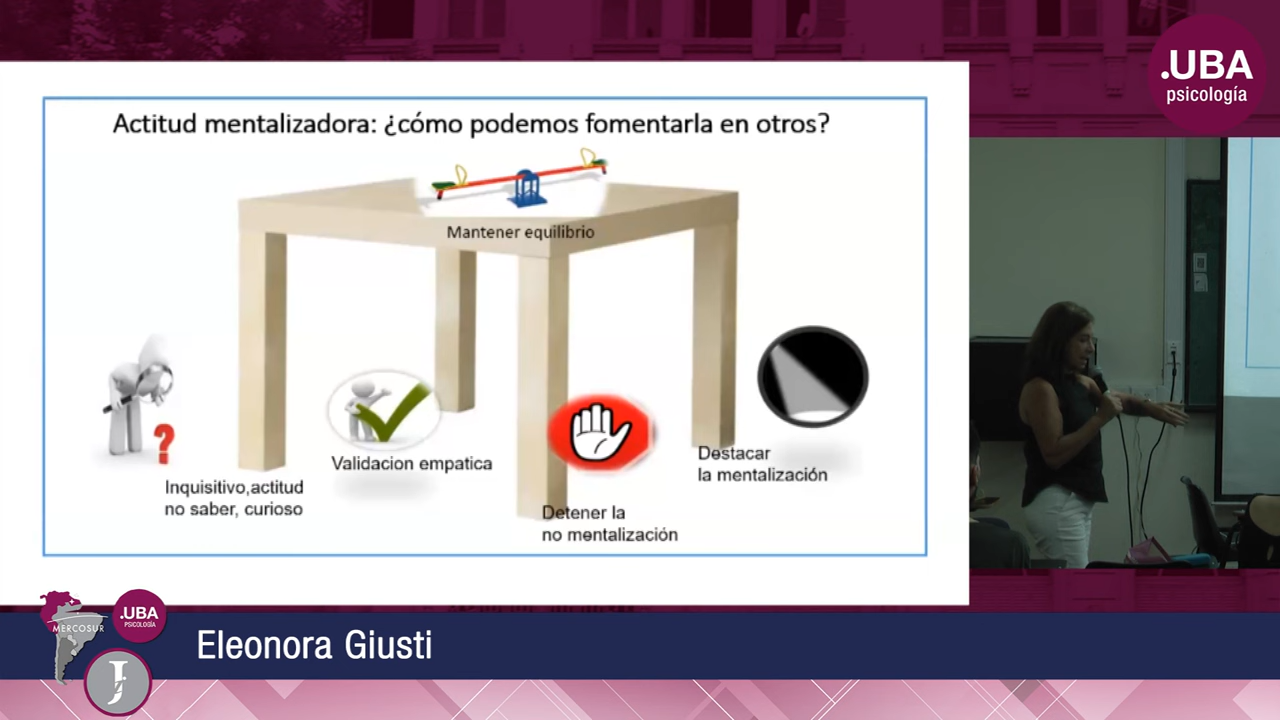 .UBA
psicología
Actitud mentalizadora: ¿cómo podemos fomentarla en otros?
Mantener equilibrio
?
Validacion empatica
Inquisitivo,actitud
no saber, curioso
Destacar
la mentalización
Detener la
no mentalización
MERCOSUR
.UBA
PSICOLOGÍA
J
Eleonora Giusti